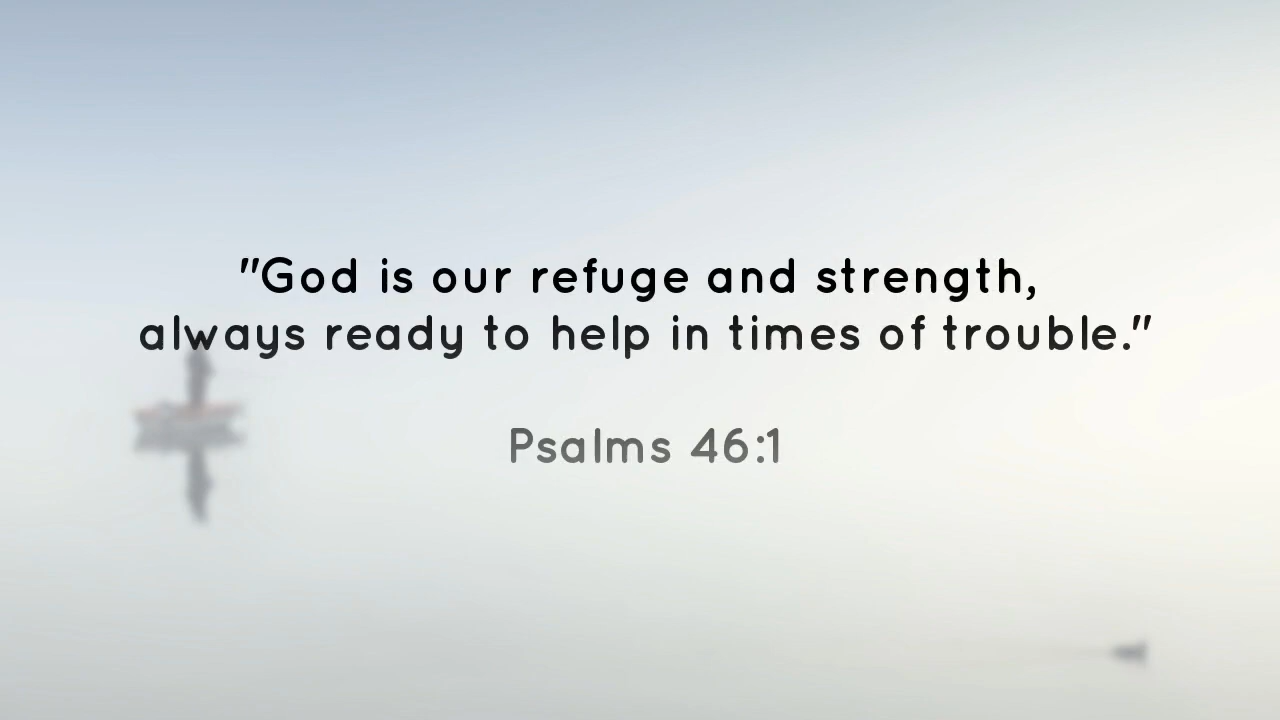 "God is our refuge and strength,
always ready to help in times of trouble."
Psalms 46:1